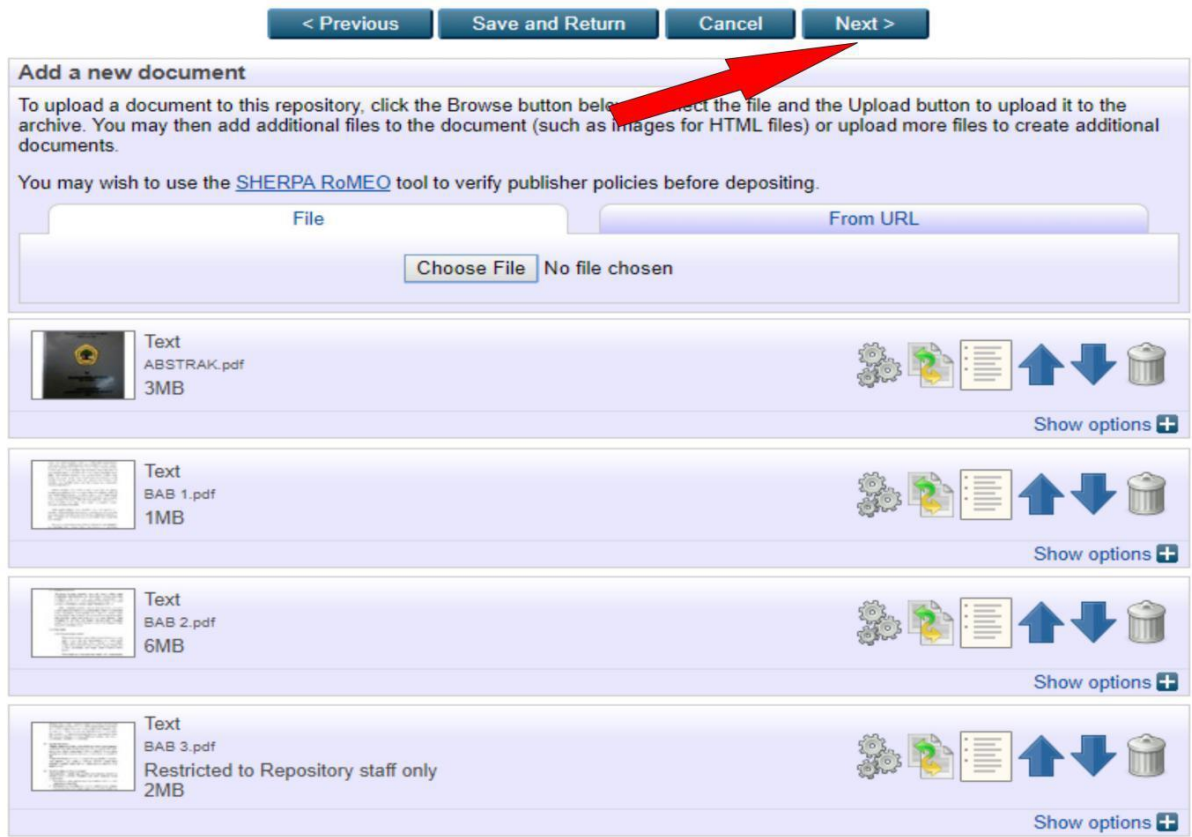 < Previous
Save and Return
Cancel
Next >
Add a new document
To upload a document to this repository, click the Browse button ect the file and the Upload button to upload it to the
archive. You may then add additional files to the document (such as images for HTML files) or upload more files to create additional
documents.
You may wish to use the SHERPA RoMEO tool to verify publisher policies before depositing.
File
From URL
Choose File No file chosen
Text
ABSTRAK.pdf
3MB
Show options
Text
BAB 1.pdf
1MB
Show options
Text
BAB 2.pdf
6MB
Show options
Text
BAB 3.pdf
Restricted to Repository staff only
2MB
Show options